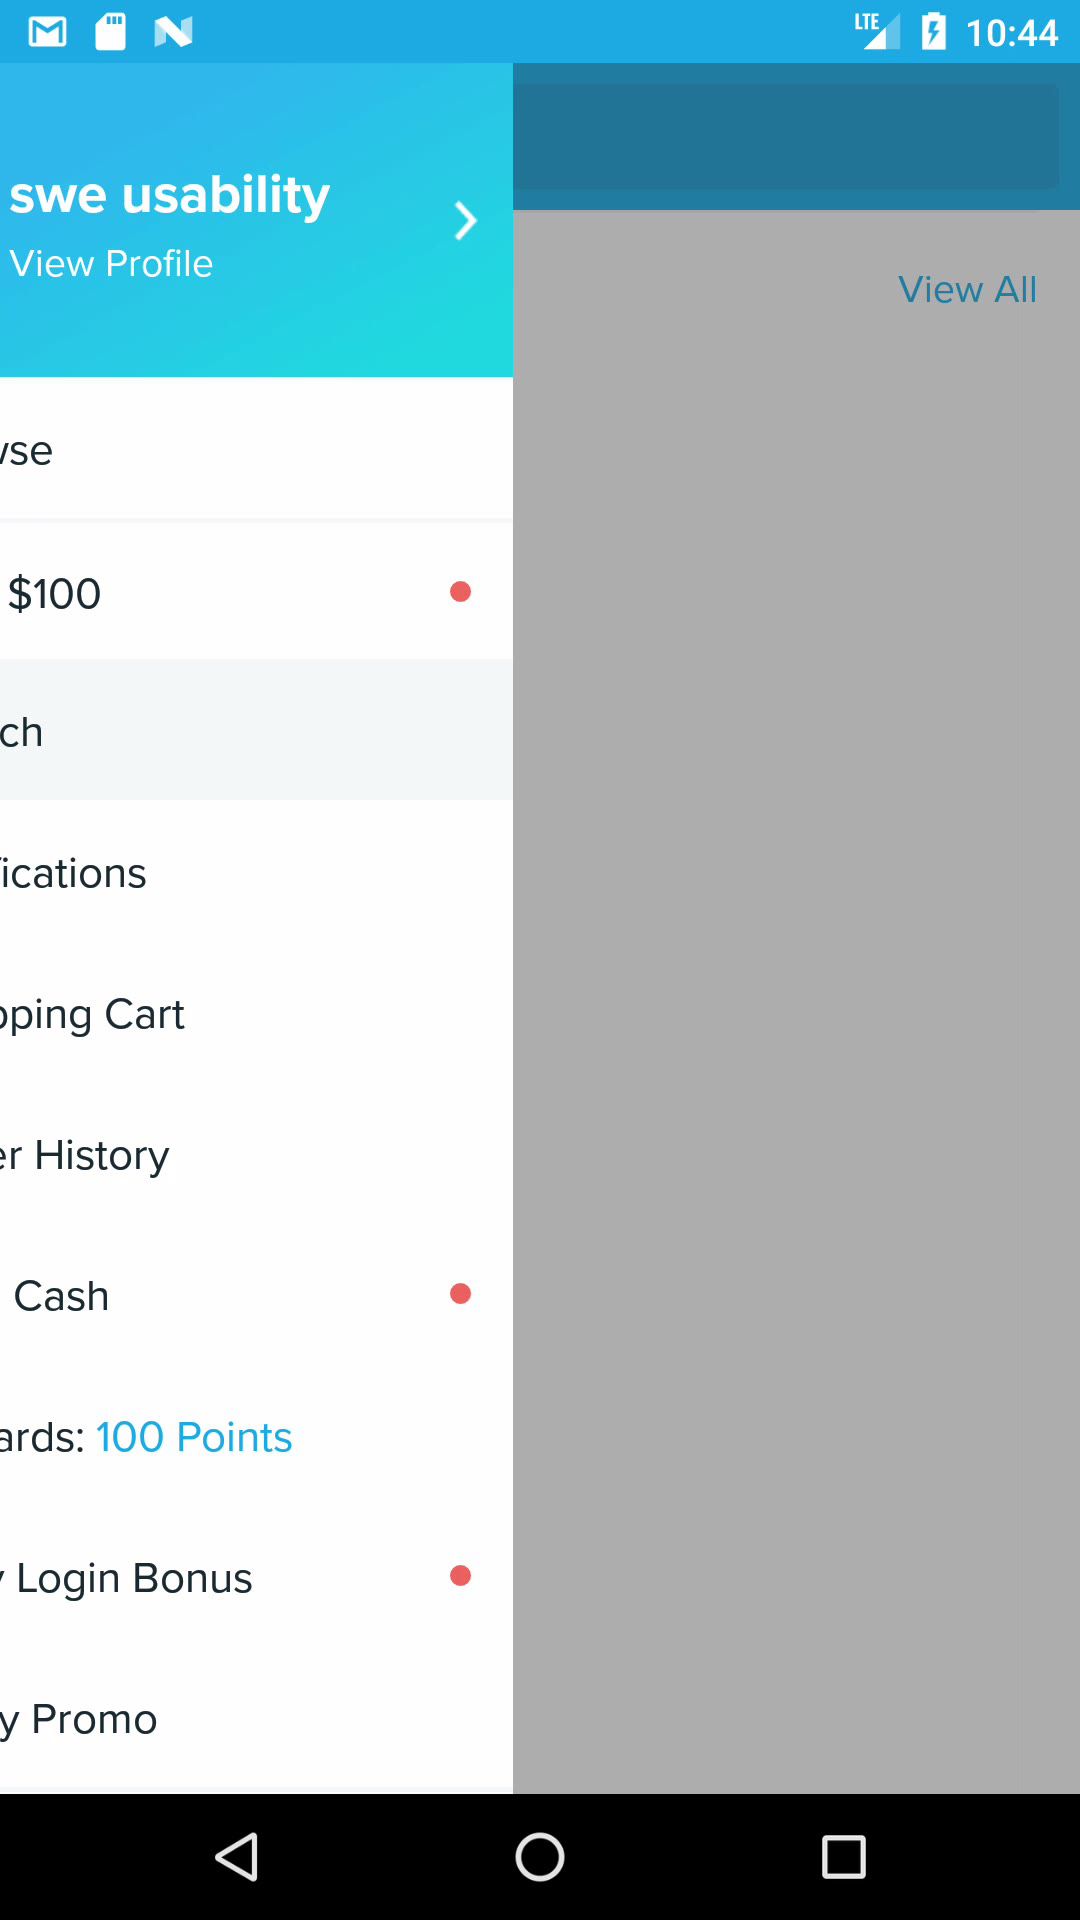 LTE 10:44
swe usability
View Profile
View All
wse
$100
ch
ications
pping Cart
er History
Cash
ards: 100 Points
y Login Bonus
y Promo